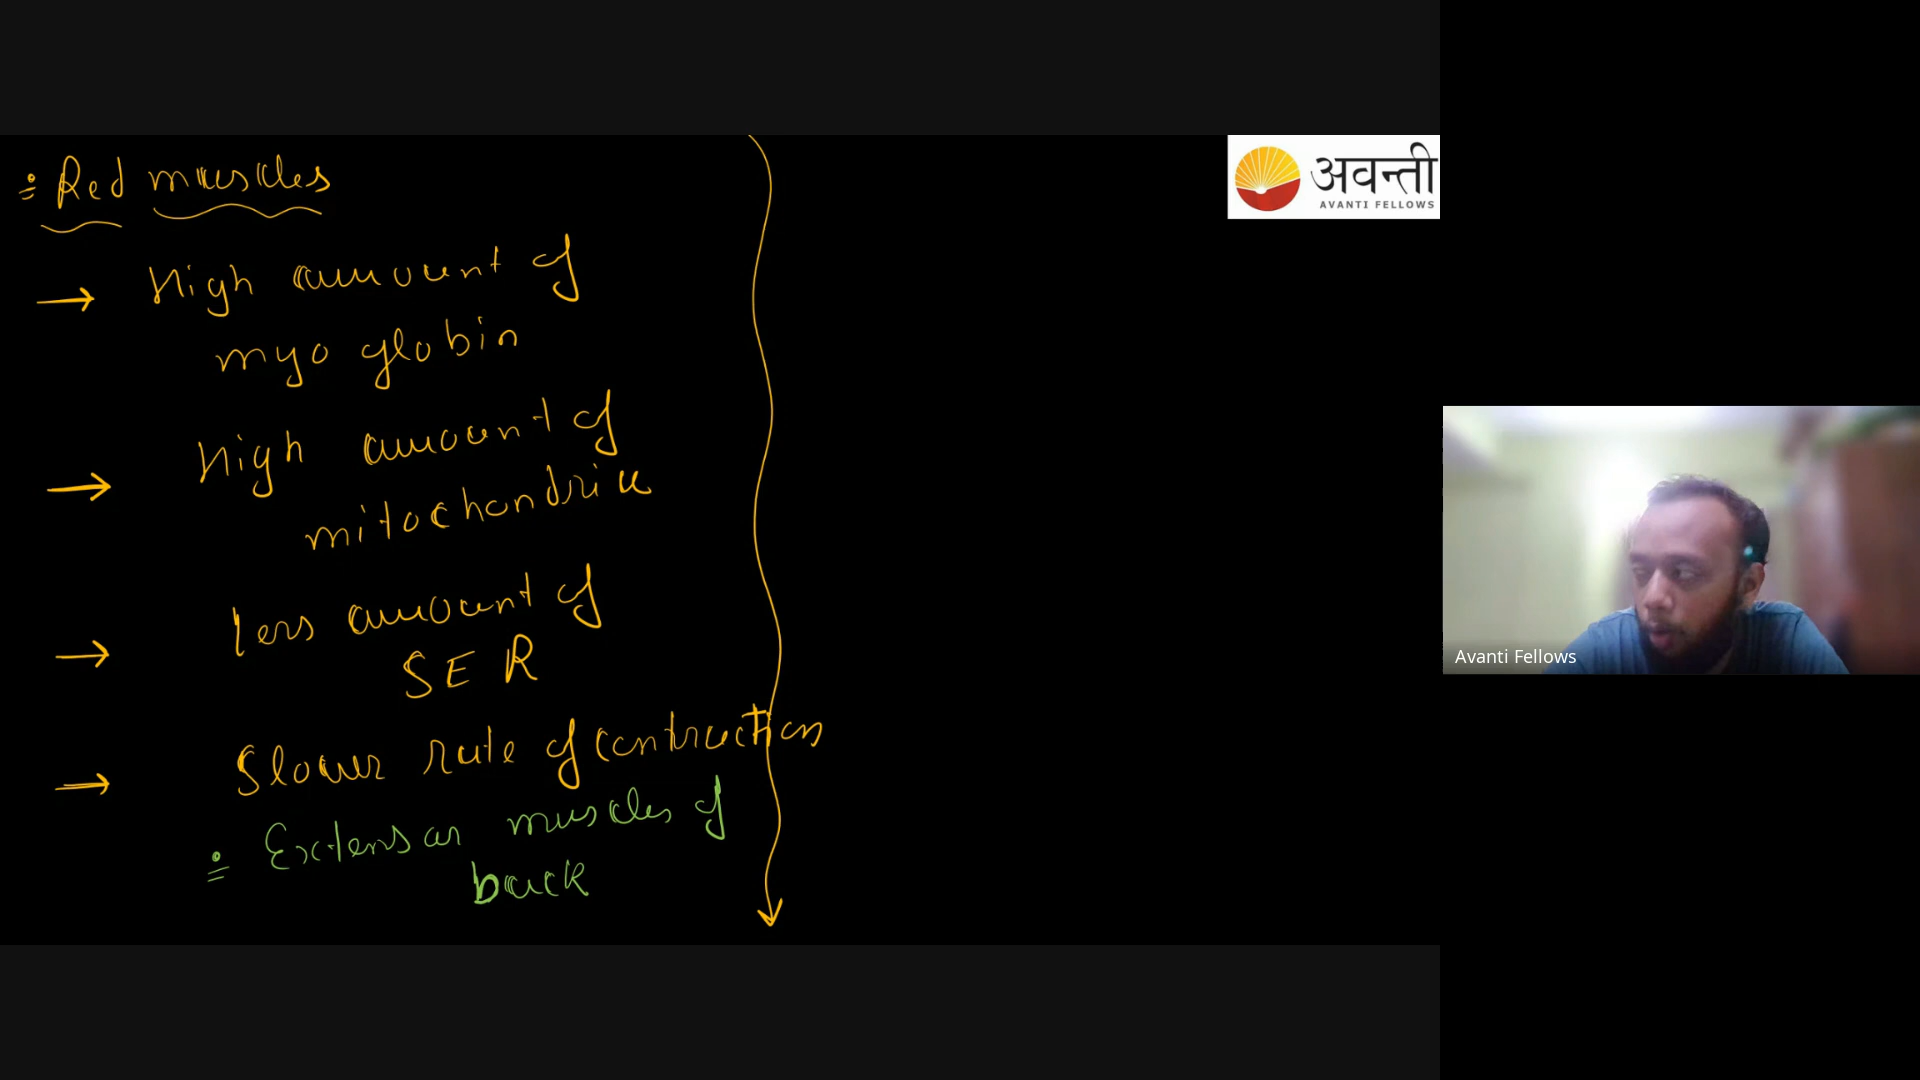 Red muscles
→ High amount of
myo globin
→ High amount of
mitochondria
→ less amount of
SER
→ Slower rate of contraction
Extensor muscles of
back
अवन्ती
AVANTI FELLOWS
Avanti Fellows